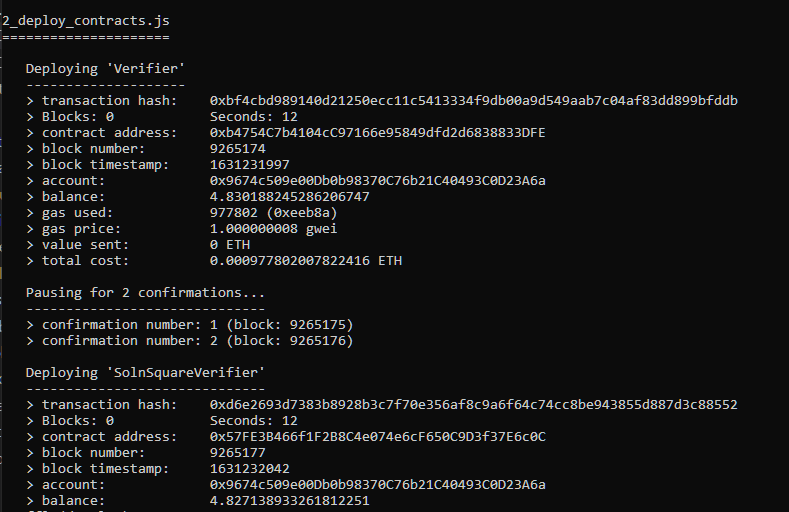 2_deploy_contracts.js
=====================
Deploying 'Verifier'
--------------------
> transaction hash: 0xbf4cbd989140d21250ecc11c5413334f9db00a9d549aab7c04af83dd899bfddb
> Blocks: 0 Seconds: 12
> contract address: 0xb4754C7b4104cC97166e95849dfd2d6838833DFE
> block number: 9265174
> block timestamp: 1631231997
> account: 0x9674c509e00Db0b98370C76b21C40493C0D23A6a
> balance: 4.830188245286206747
> gas used: 977802 (0xeeb8a)
> gas price: 1.000000008 gwei
> value sent: 0 ETH
> total cost: 0.000977802007822416 ETH
Pausing for 2 confirmations...
------------------------------
> confirmation number: 1 (block: 9265175)
> confirmation number: 2 (block: 9265176)
Deploying 'SolnSquareVerifier'
------------------------------
> transaction hash: 0xd6e2693d7383b8928b3c7f70e356af8c9a6f64c74cc8be943855d887d3c88552
> Blocks: 0 Seconds: 12
> contract address: 0x57FE3B466f1F2B8C4e074e6cF650C9D3f37E6c0C
> block number: 9265177
> block timestamp: 1631232042
> account: 0x9674c509e00Db0b98370C76b21C40493C0D23A6a
> balance: 4.827138933261812251